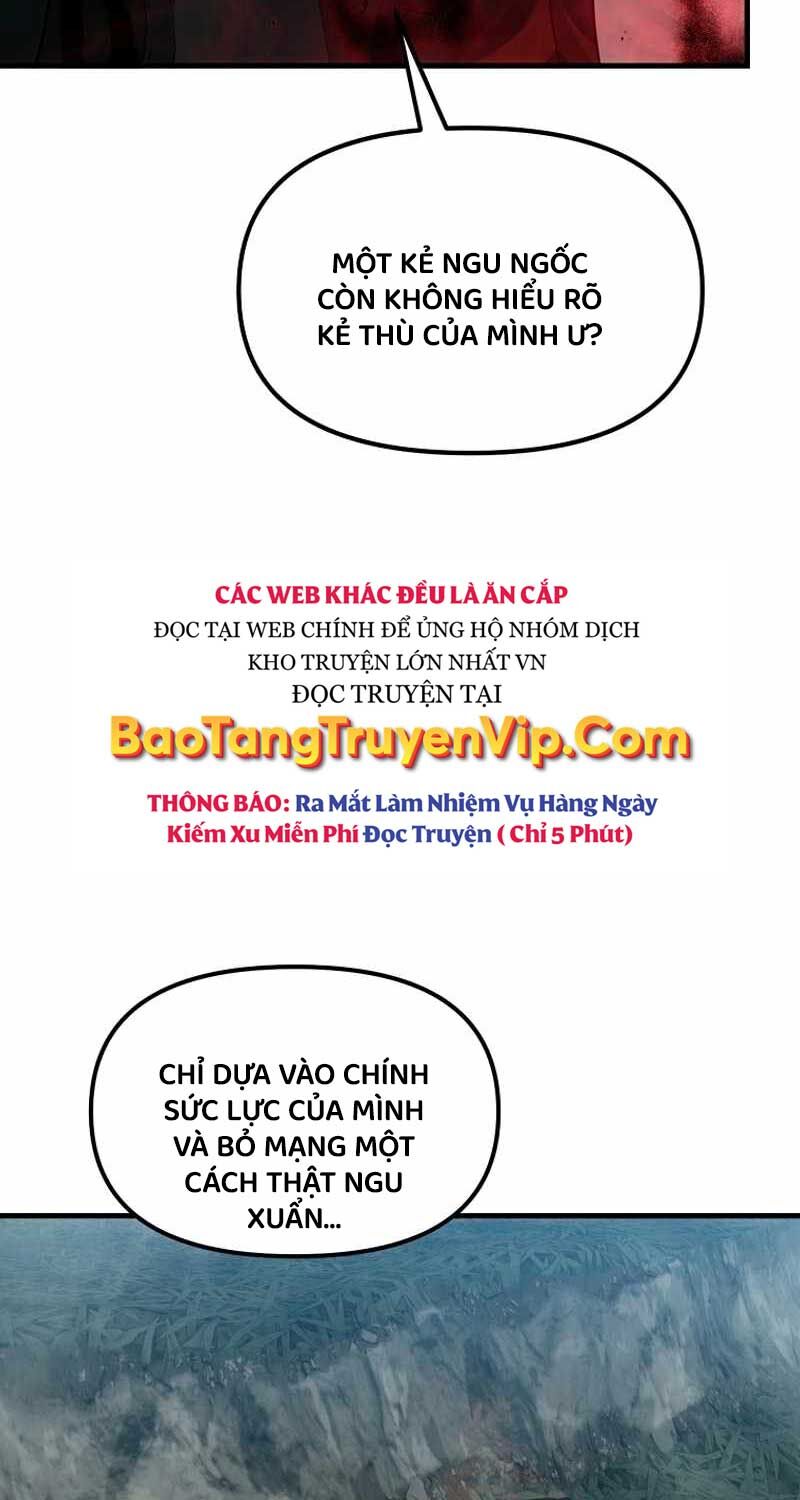 MỘT KẺ NGU NGỐC
CÒN KHÔNG HIỂU RÕ
KẺ THÙ CỦA MÌNH Ư?
CÁC WEB KHÁC ĐỀU LÀ ĂN CẮP
ĐỌC TẠI WEB CHÍNH ĐỂ ỦNG HỘ NHÓM DỊCH
KHO TRUYỆN LỚN NHẤT VN
ĐỌC TRUYỆN TẠI
BaoTangTruyenVip.Com
THÔNG BÁO: Ra Mắt Làm Nhiệm Vụ Hàng Ngày
Kiếm Xu Miễn Phí Đọc Truyện ( Chỉ 5 Phút)
CHỈ DỰA VÀO CHÍNH
SỨC LỰC CỦA MÌNH
VÀ BỎ MẠNG MỘT
CÁCH THẬT NGU
XUẨN...